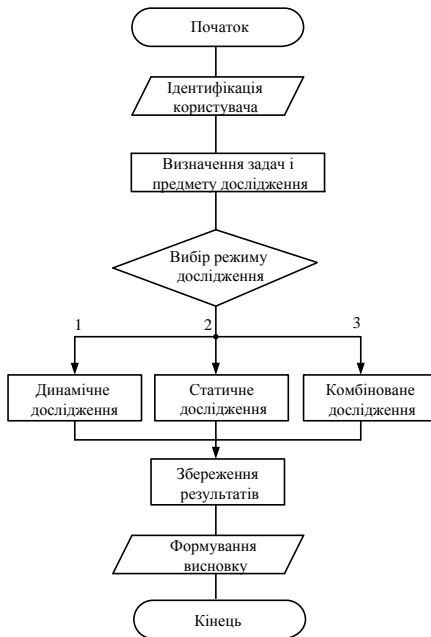 Початок
Ідентифікація
користувача
Визначення задач і
предмету дослідження
Вибір режиму
дослідження
1
2
3
Динамічне
дослідження
Статичне
дослідження
Комбіноване
дослідження
Збереження
результатів
Формування
висновку
Кінець